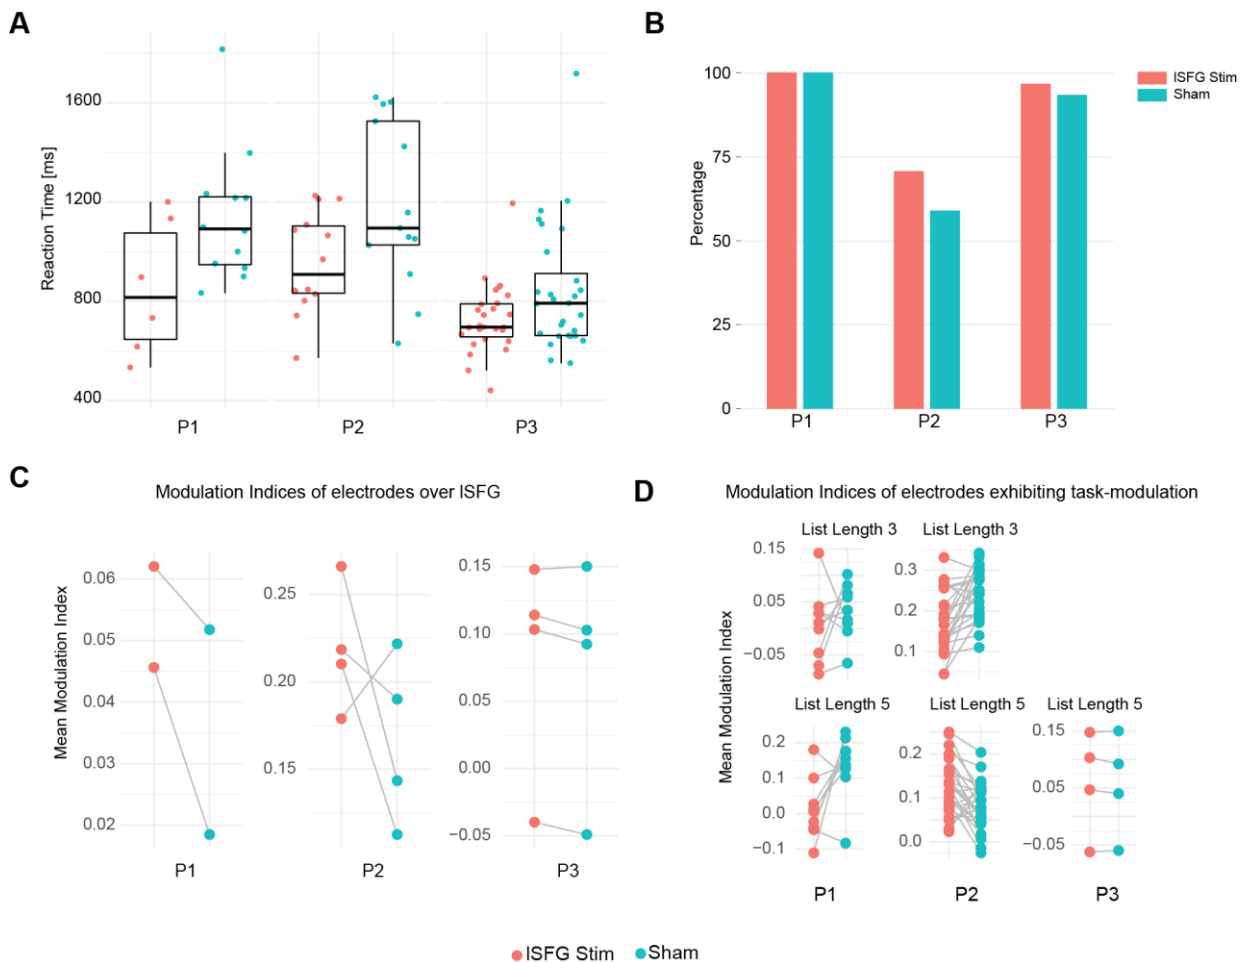 A
Reaction Time [ms]
1600
1200
800
400
P1
P2
P3
B
Percentage
100
75
50
25
0
P1
P2
P3
lSFG Stim
Sham
C
Modulation Indices of electrodes over lSFG
Mean Modulation Index
0.06
0.05
0.04
0.03
0.02
P1
0.25
0.20
0.15
P2
0.15
0.10
0.05
0.00
−0.05
P3
D
Modulation Indices of electrodes exhibiting task-modulation
Mean Modulation Index
List Length 3
0.15
0.05
−0.05
List Length 3
0.3
0.2
0.1
List Length 5
0.2
0.1
0.0
−0.1
P1
List Length 5
0.2
0.1
0.0
P2
List Length 5
0.15
0.05
−0.05
P3
lSFG Stim
Sham